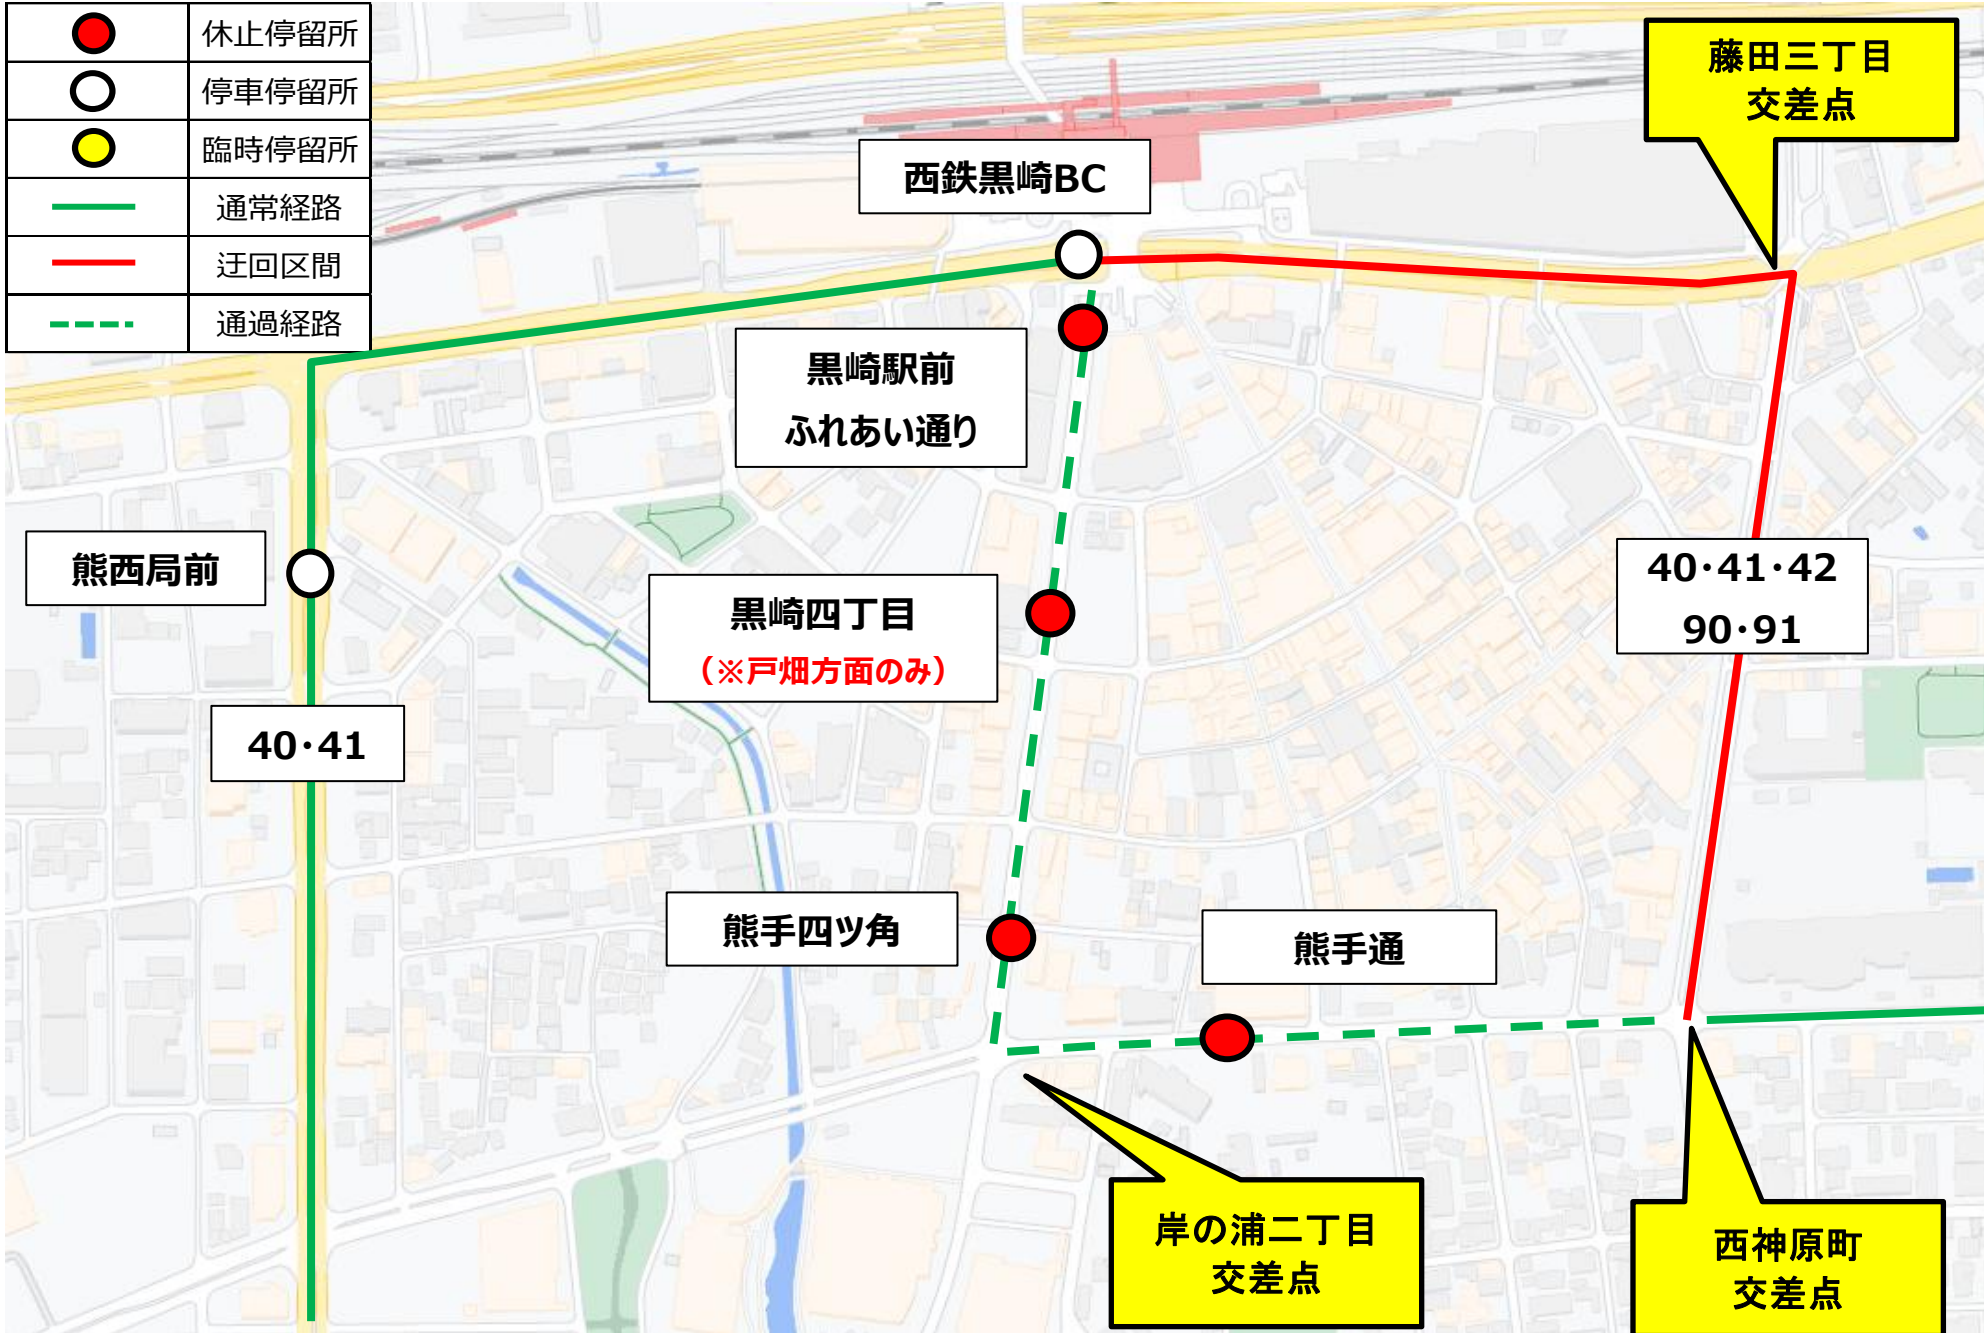 休止停留所
停車停留所
臨時停留所
通常経路
迂回区間
通過経路
藤田三丁目
交差点
西鉄黒崎BC
黒崎駅前
ふれあい通り
熊西局前
黒崎四丁目
（※戸畑方面のみ）
40・41・42
90・91
40・41
熊手四ツ角
熊手通
岸の浦二丁目
交差点
西神原町
交差点